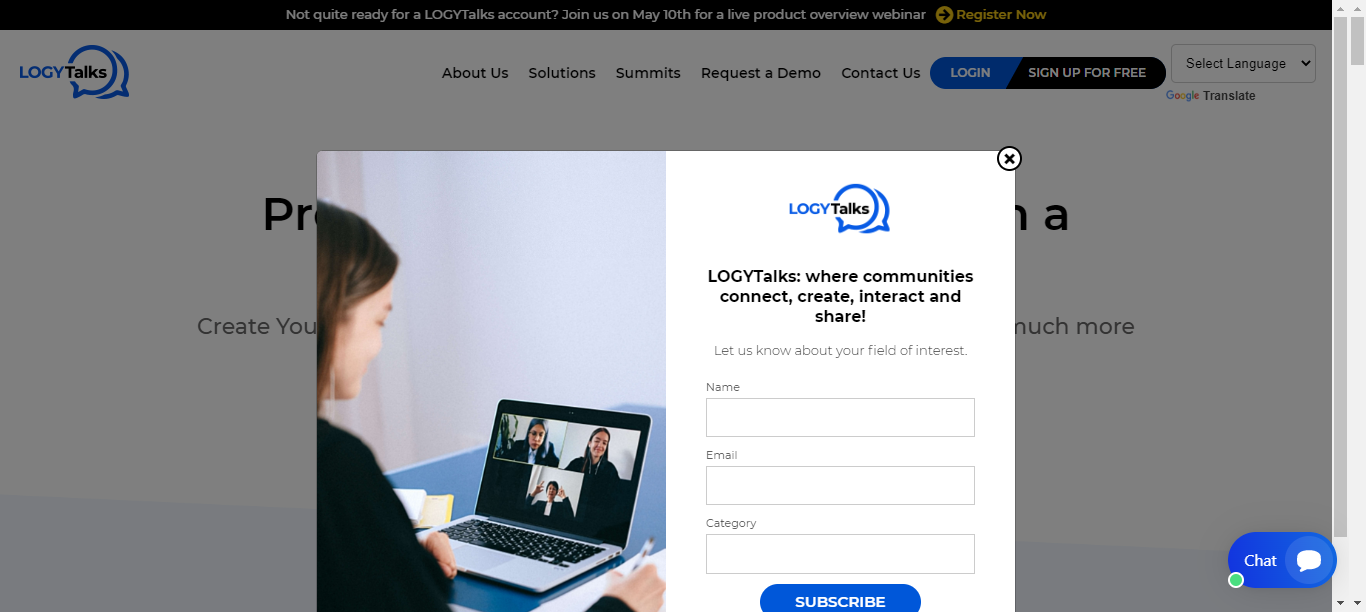 Not quite ready for a LOGYTalks account? Join us on May 10th for a live product overview webinar Register Now
LOGYTalks
About Us Solutions Summits Request a Demo Contact Us LOGIN SIGN UP FOR FREE Select Language
Google Translate
a
LOGYTalks
LOGYTalks: where communities
connect, create, interact and
share!
Create You
much more
Let us know about your field of interest.
Name
Email
Category
SUBSCRIBE
Chat